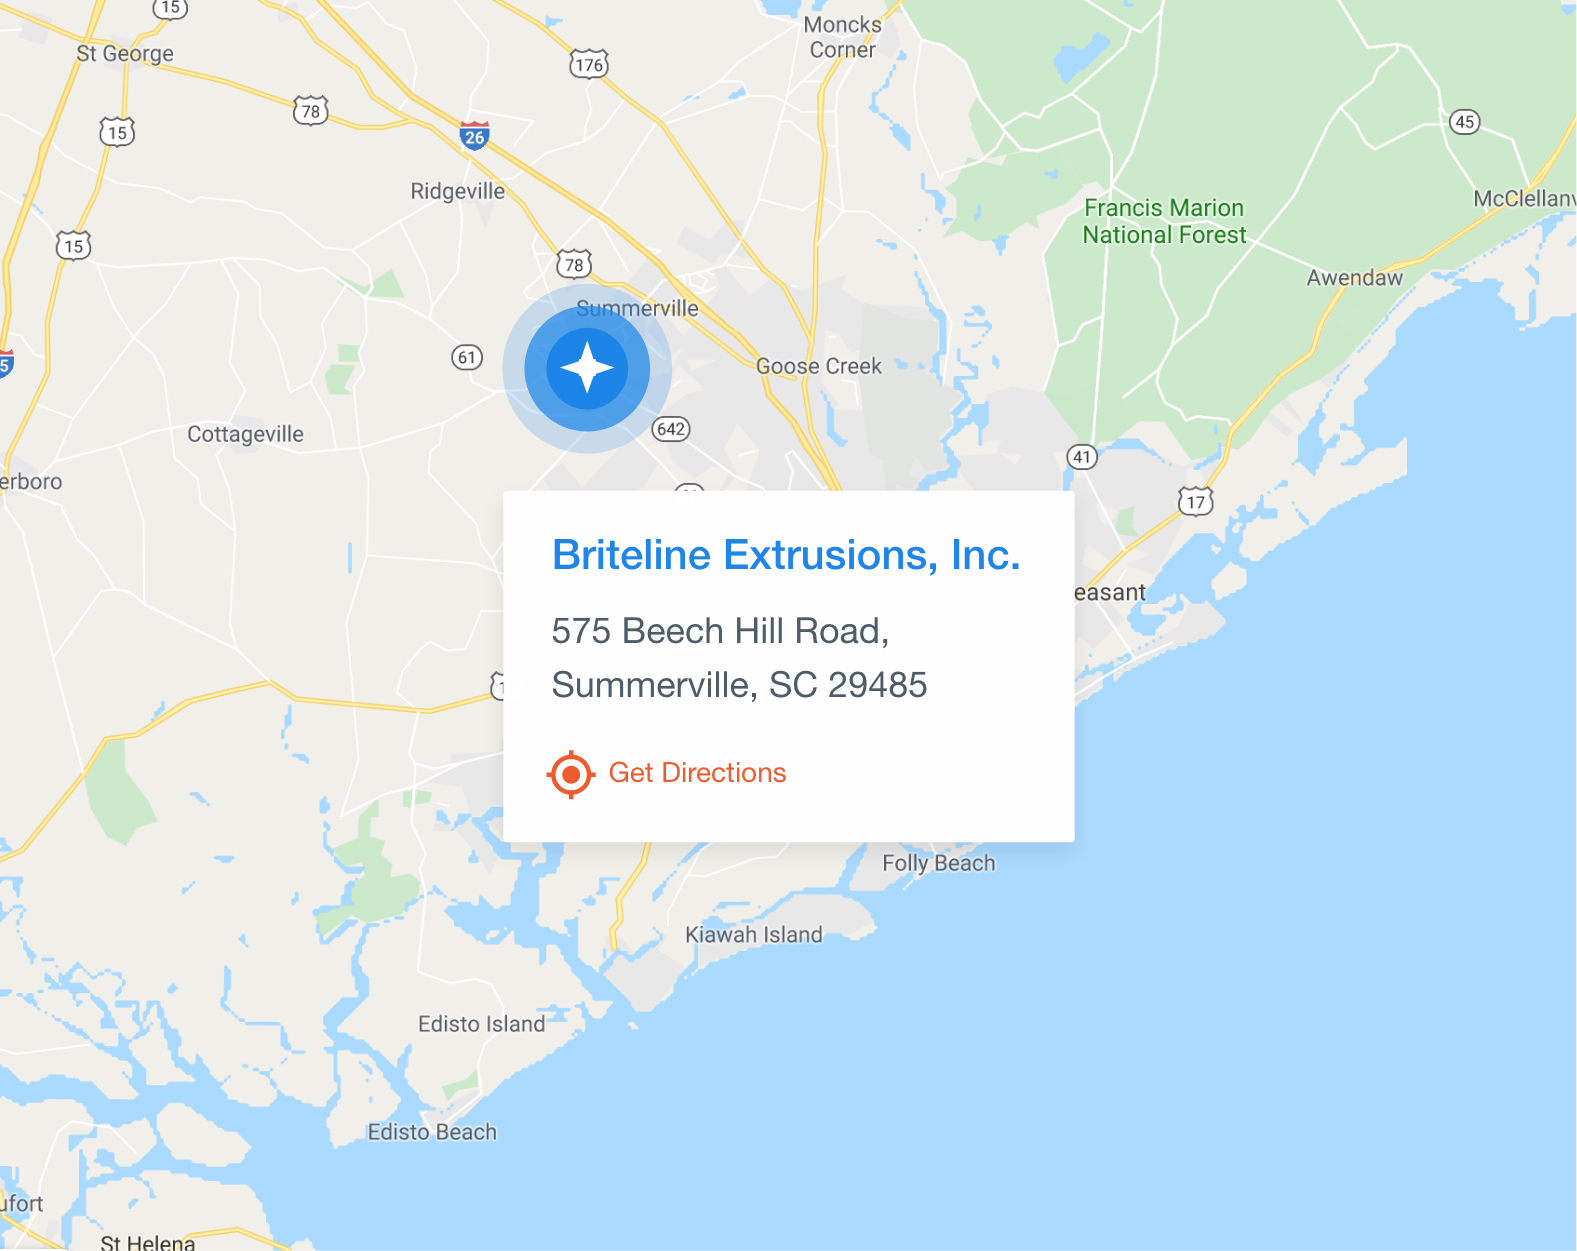 15
St George
Moncks
Corner
176
78
15
26
45
Ridgeville
McClellanv
Francis Marion
National Forest
15
78
Awendaw
Summerville
61
5
Goose Creek
642
Cottageville
41
erboro
17
Briteline Extrusions, Inc.
easant
575 Beech Hill Road,
Summerville, SC 29485
Get Directions
Folly Beach
Kiawah Island
Edisto Island
Edisto Beach
ufort
St Helena